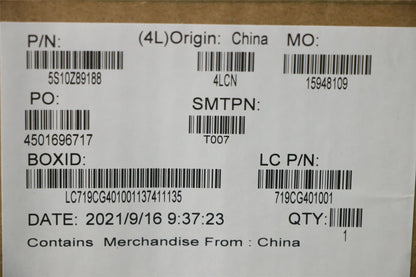 P/N: (4L)Origin: China MO:
5S10Z89188 4LCN 15948109
PO: SMTPN:
4501696717 T007
BOXID: LC P/N:
LC719CG401001137411135 719CG401001
DATE: 2021/9/16 9:37:23 QTY:
1
Contains Merchandise From : China